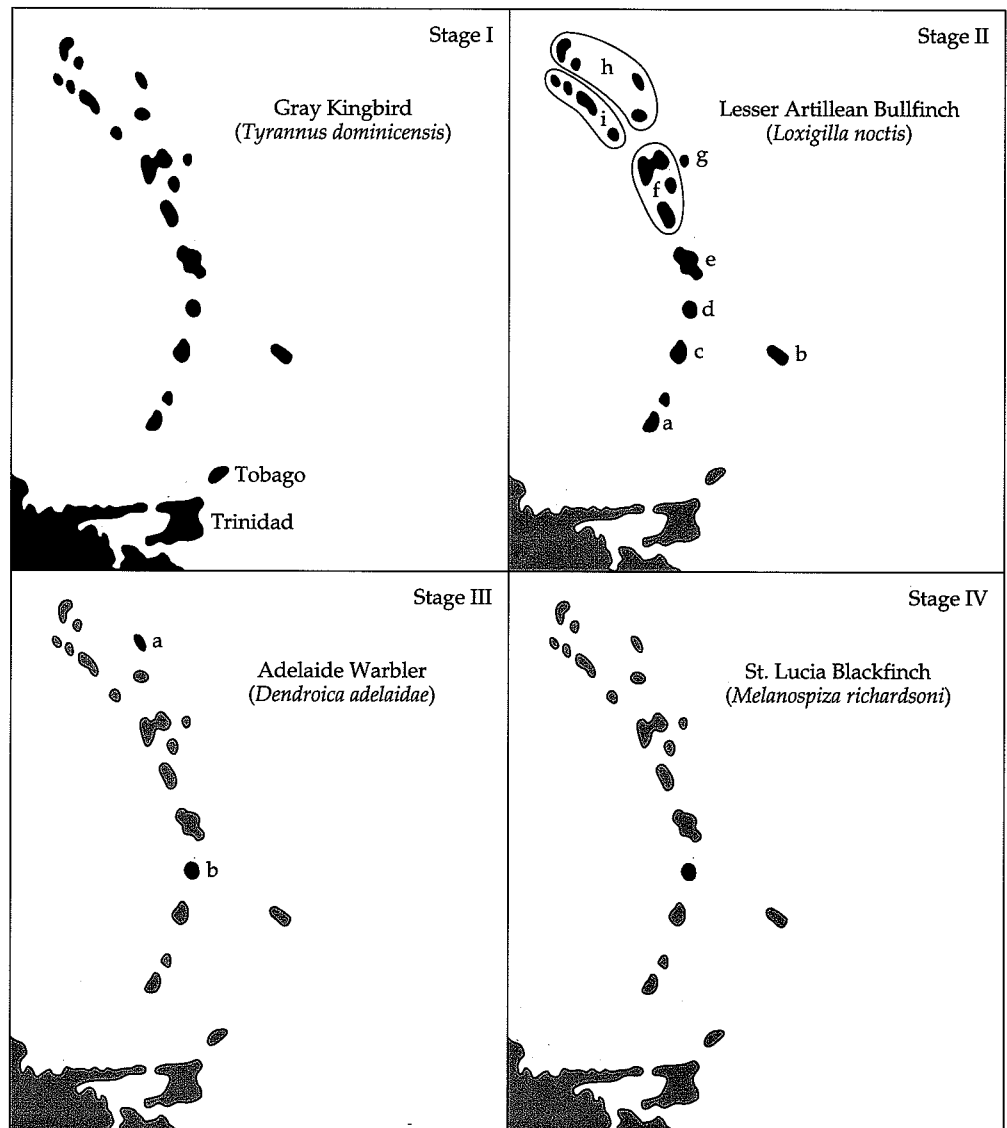 Stage I
Gray Kingbird
(Tyrannus dominicensis)
Tobago
Trinidad
Stage II
h
Lesser Artillean Bullfinch
(Loxigilla noctis)
i
g
f
e
d
c
b
a
Stage III
a
Adelaide Warbler
(Dendroica adelaidae)
b
Stage IV
St. Lucia Blackfinch
(Melanospiza richardsoni)